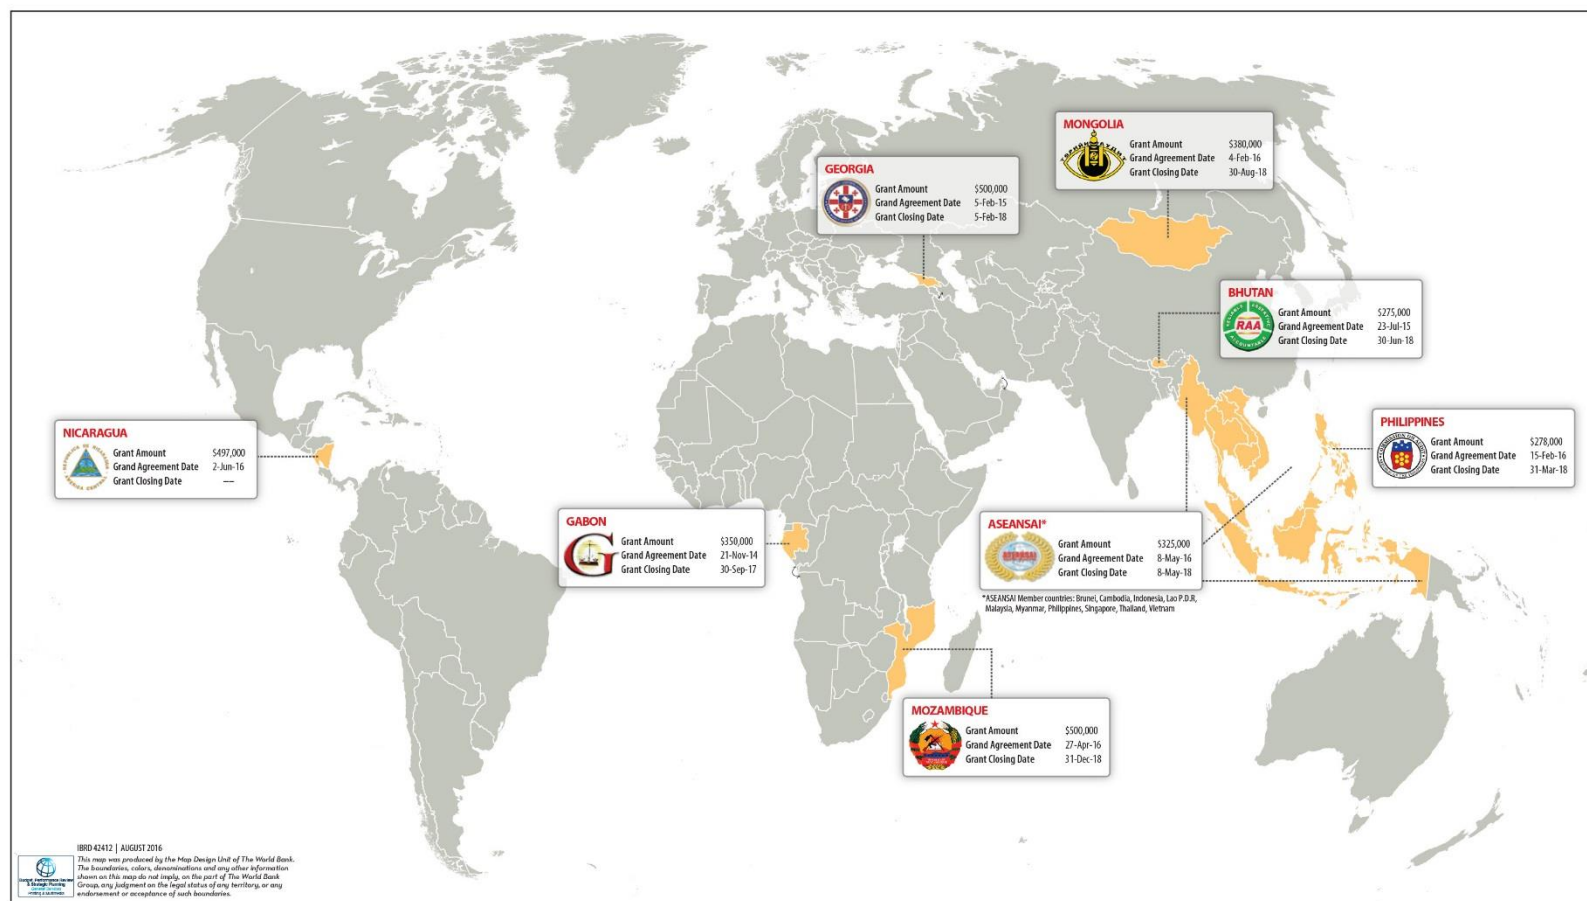 MONGOLIA
Grant Amount $380,000
Grand Agreement Date 4-Feb-16
Grant Closing Date 30-Aug-18
GEORGIA
Grant Amount $500,000
Grand Agreement Date 5-Feb-15
Grant Closing Date 5-Feb-18
BHUTAN
RAA
Grant Amount $275,000
Grand Agreement Date 23-Jul-15
Grant Closing Date 30-Jun-18
NICARAGUA
Grant Amount $497,000
Grand Agreement Date 2-Jun-16
Grant Closing Date —
PHILIPPINES
Grant Amount $278,000
Grand Agreement Date 15-Feb-16
Grant Closing Date 31-Mar-18
GABON
G
Grant Amount $350,000
Grand Agreement Date 21-Nov-14
Grant Closing Date 30-Sep-17
ASEANSAI*
ASEANSAI
Grant Amount $325,000
Grand Agreement Date 8-May-16
Grant Closing Date 8-May-18
*ASEANSAI Member countries: Brunei, Cambodia, Indonesia, Lao P.D.R,
Malaysia, Myanmar, Philippines, Singapore, Thailand, Vietnam
MOZAMBIQUE
Grant Amount $500,000
Grand Agreement Date 27-Apr-16
Grant Closing Date 31-Dec-18
IBRD 42412 | AUGUST 2016
This map was produced by the Map Design Unit of The World Bank.
The boundaries, colors, denominations and any other information
shown on this map do not imply, on the part of The World Bank
Group, any judgment on the legal status of any territory, or any
endorsement or acceptance of such boundaries.
Budget, Performance Review
& Strategic Planning
General Services
Printing & Multimedia